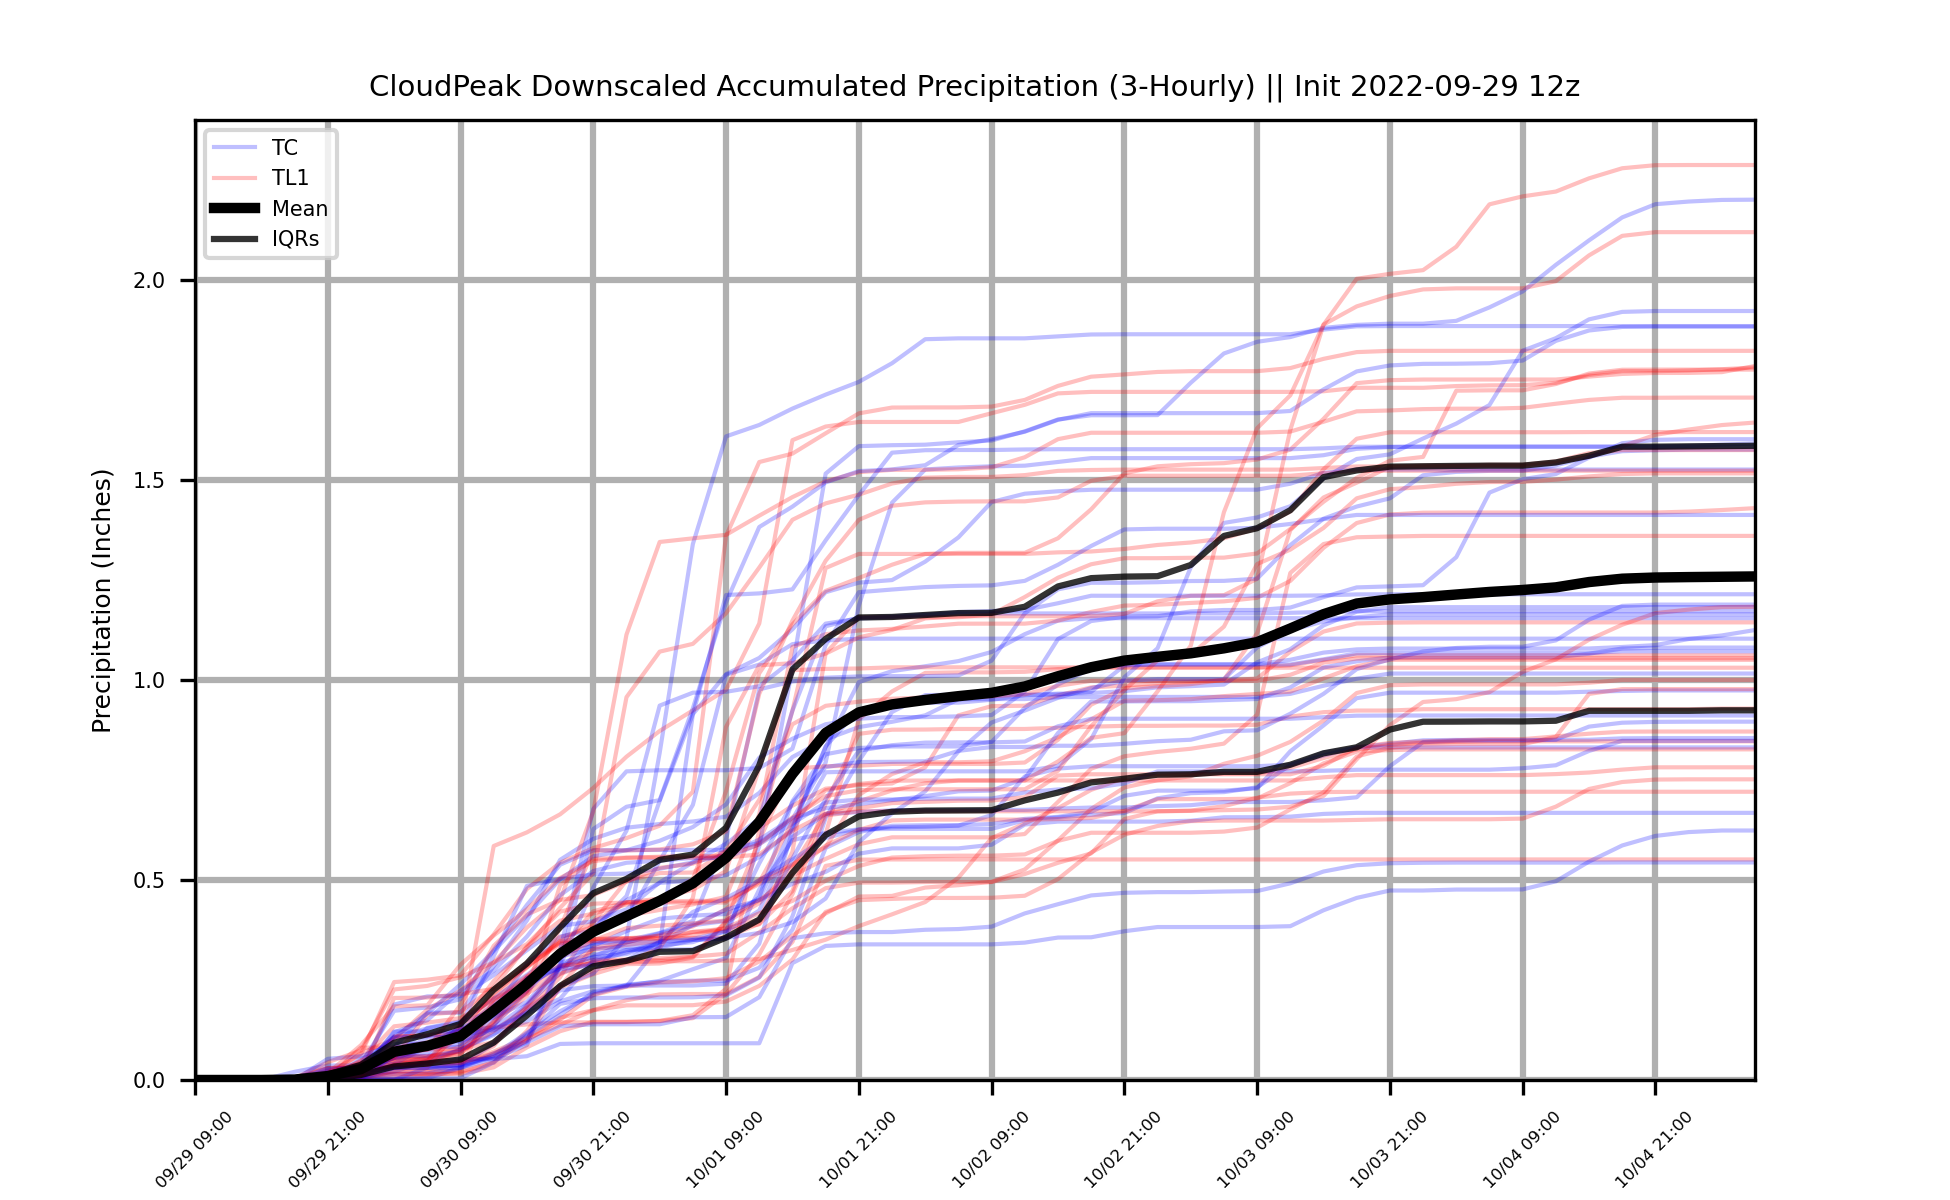 CloudPeak Downscaled Accumulated Precipitation (3-Hourly) || Init 2022-09-29 12z
TC
TL1
Mean
IQRs
Precipitation (Inches)
2.0
1.5
1.0
0.5
0.0
09/29 09:00
09/29 21:00
09/30 09:00
09/30 21:00
10/01 09:00
10/01 21:00
10/02 09:00
10/02 21:00
10/03 09:00
10/03 21:00
10/04 09:00
10/04 21:00